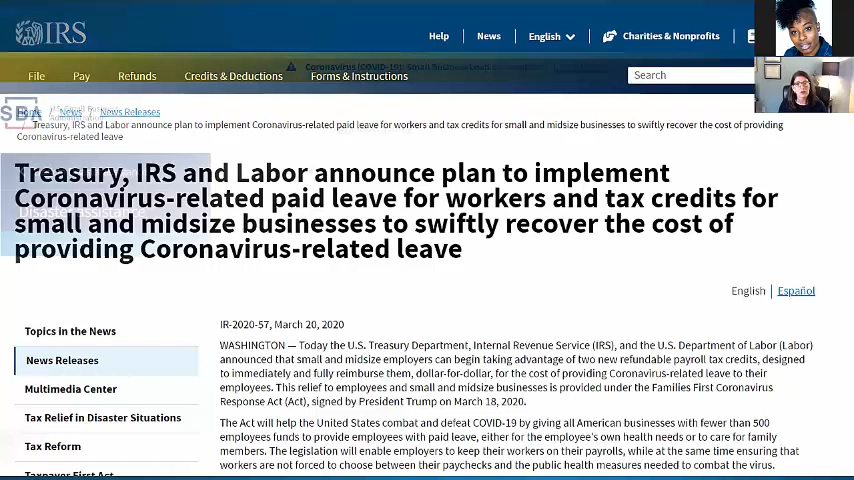 IRS
Help
News
English
Charities & Nonprofits
File
Pay
Refunds
Credits & Deductions
Forms & Instructions
Search
Coronavirus (COVID-19): Small Business
SBA
Home / News / News Releases
Treasury, IRS and Labor announce plan to implement Coronavirus-related paid leave for workers and tax credits for small and midsize businesses to swiftly recover the cost of providing
Coronavirus-related leave
Treasury, IRS and Labor announce plan to implement
Coronavirus-related paid leave for workers and tax credits for
small and midsize businesses to swiftly recover the cost of
providing Coronavirus-related leave
Disaster Assistance
English | Español
Topics in the News
News Releases
Multimedia Center
Tax Relief in Disaster Situations
Tax Reform
Taxpayer First Act
IR-2020-57, March 20, 2020
WASHINGTON — Today the U.S. Treasury Department, Internal Revenue Service (IRS), and the U.S. Department of Labor (Labor)
announced that small and midsize employers can begin taking advantage of two new refundable payroll tax credits, designed
to immediately and fully reimburse them, dollar-for-dollar, for the cost of providing Coronavirus-related leave to their
employees. This relief to employees and small and midsize businesses is provided under the Families First Coronavirus
Response Act (Act), signed by President Trump on March 18, 2020.
The Act will help the United States combat and defeat COVID-19 by giving all American businesses with fewer than 500
employees funds to provide employees with paid leave, either for the employee's own health needs or to care for family
members. The legislation will enable employers to keep their workers on their payrolls, while at the same time ensuring that
workers are not forced to choose between their paychecks and the public health measures needed to combat the virus.